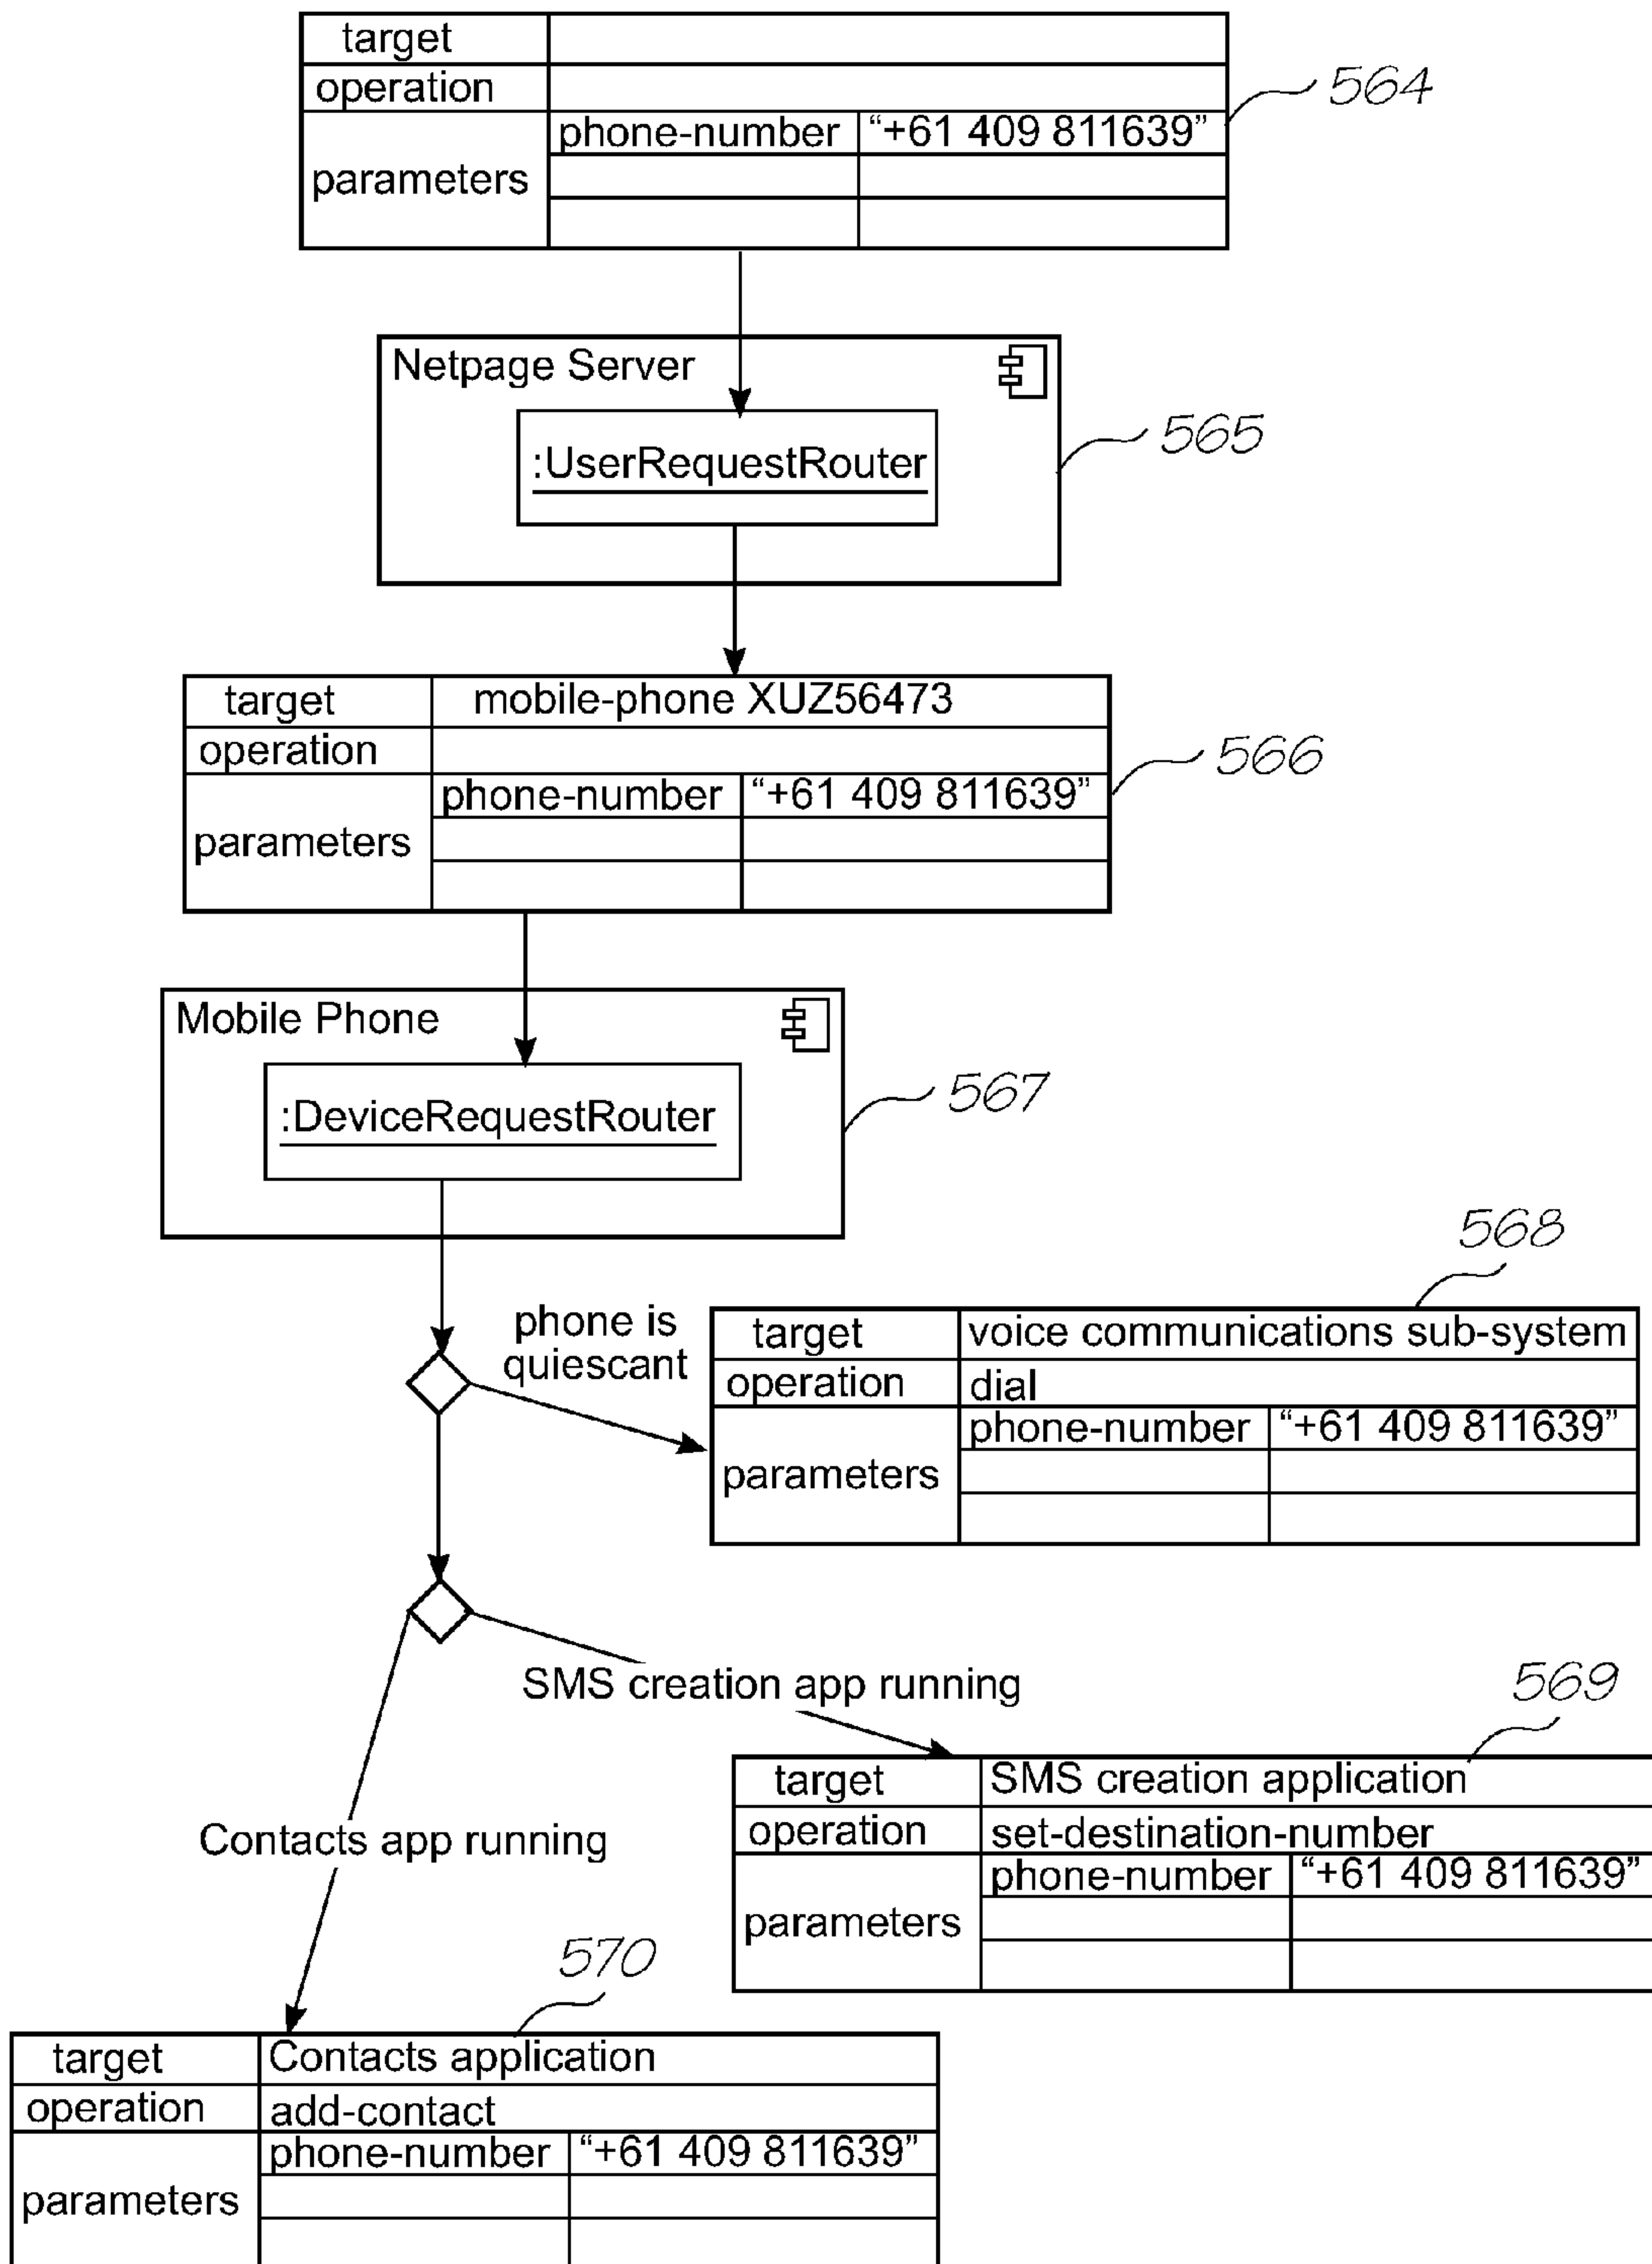 target
operation
564
phone-number "+61 409 811639"
parameters
Netpage Server
565
:UserRequestRouter
target mobile-phone XUZ56473
operation
566
phone-number "+61 409 811639"
parameters
Mobile Phone
567
:DeviceRequestRouter
568
phone is
quiescant
target voice communications sub-system
operation dial
phone-number "+61 409 811639"
parameters
SMS creation app running
569
target SMS creation application
operation set-destination-number
phone-number "+61 409 811639"
parameters
Contacts app running
570
target Contacts application
operation add-contact
phone-number "+61 409 811639"
parameters